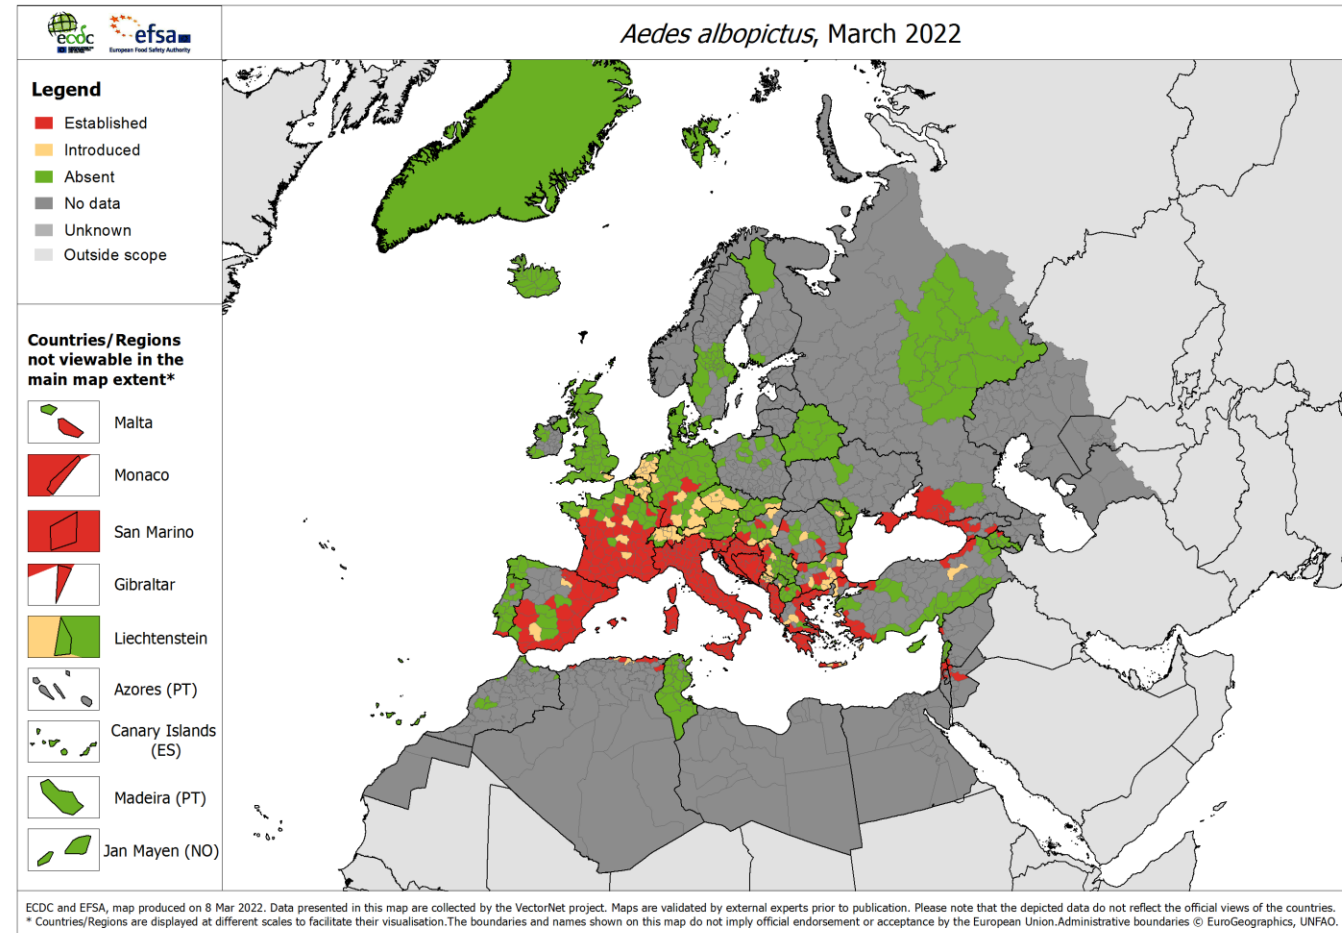 ecdc
efsa
European Food Safety Authority
Aedes albopictus, March 2022
Legend
Established
Introduced
Absent
No data
Unknown
Outside scope
Countries/Regions
not viewable in the
main map extent*
Malta
Monaco
San Marino
Gibraltar
Liechtenstein
Azores (PT)
Canary Islands
(ES)
Madeira (PT)
Jan Mayen (NO)
ECDC and EFSA, map produced on 8 Mar 2022. Data presented in this map are collected by the VectorNet project. Maps are validated by external experts prior to publication. Please note that the depicted data do not reflect the official views of the countries.
* Countries/Regions are displayed at different scales to facilitate their visualisation.The boundaries and names shown on this map do not imply official endorsement or acceptance by the European Union.Administrative boundaries © EuroGeographics, UNFAO.